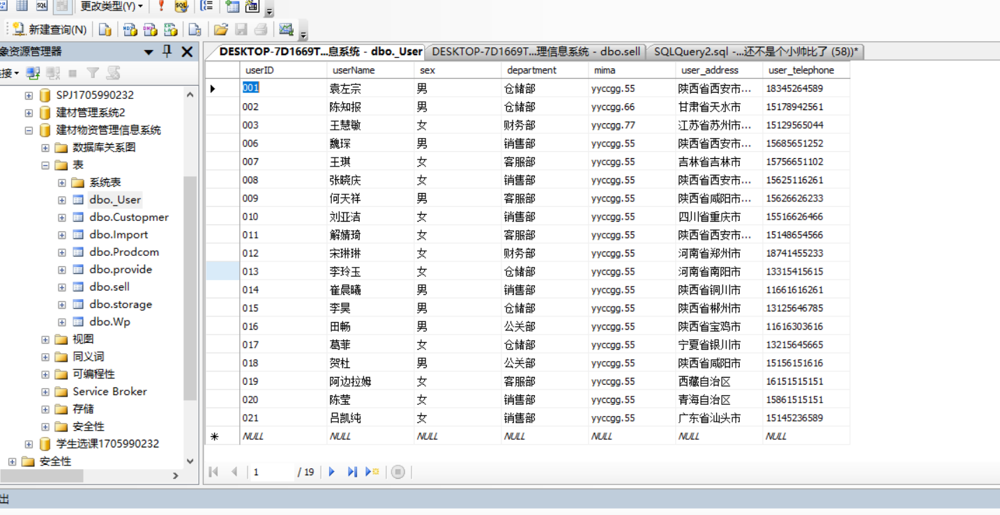 更改类型(Y)
新建查询(N)
象资源管理器
DESKTOP-7D1669T...息系统 - dbo._User
DESKTOP-7D1669T...理信息系统 - dbo.sell
SQLQuery2.sql -...还不是个小帅比了 (58))*
接
SPJ1705990232
建材管理系统2
建材物资管理信息系统
数据库关系图
表
系统表
dbo._User
dbo.Custopmer
dbo.Import
dbo.Prodcom
dbo.provide
dbo.sell
dbo.storage
dbo.Wp
视图
同义词
可编程性
Service Broker
存储
安全性
学生选课1705990232
安全性
userID userName sex department mima user_address user_telephone
001 袁左宗 男 仓储部 yyccgg.55 陕西省西安市... 18345264589
002 陈知报 男 仓储部 yyccgg.66 甘肃省天水市 15178942561
003 王慧敏 女 财务部 yyccgg.77 江苏省苏州市... 15129565044
006 魏琛 男 销售部 yyccgg.55 陕西省西安市... 15685651252
007 王琪 女 客服部 yyccgg.55 吉林省吉林市 15756651102
008 张晓庆 女 销售部 yyccgg.55 陕西省西安市... 15625116261
009 何天祥 男 客服部 yyccgg.55 陕西省咸阳市... 15626626233
010 刘亚洁 女 销售部 yyccgg.55 四川省重庆市 15516626466
011 解婧琦 女 客服部 yyccgg.55 陕西省西安市... 15148654566
012 宋琳琳 女 财务部 yyccgg.55 河南省郑州市 18741455233
013 李玲玉 女 仓储部 yyccgg.55 河南省南阳市 13315415615
014 崔晨曦 男 销售部 yyccgg.55 陕西省铜川市 11661616261
015 李昊 男 仓储部 yyccgg.55 陕西省郴州市 13125646785
016 田畅 男 公关部 yyccgg.55 陕西省宝鸡市 11616303616
017 葛菲 女 仓储部 yyccgg.55 宁夏省银川市 13215645665
018 贺杜 男 公关部 yyccgg.55 陕西省咸阳市 15156151616
019 阿边拉姆 女 客服部 yyccgg.55 西藏自治区 16151515151
020 陈莹 女 销售部 yyccgg.55 青海自治区 15861515151
021 吕凯纯 女 销售部 yyccgg.55 广东省汕头市 15145236589
NULL NULL NULL NULL NULL NULL NULL
1 / 19
出